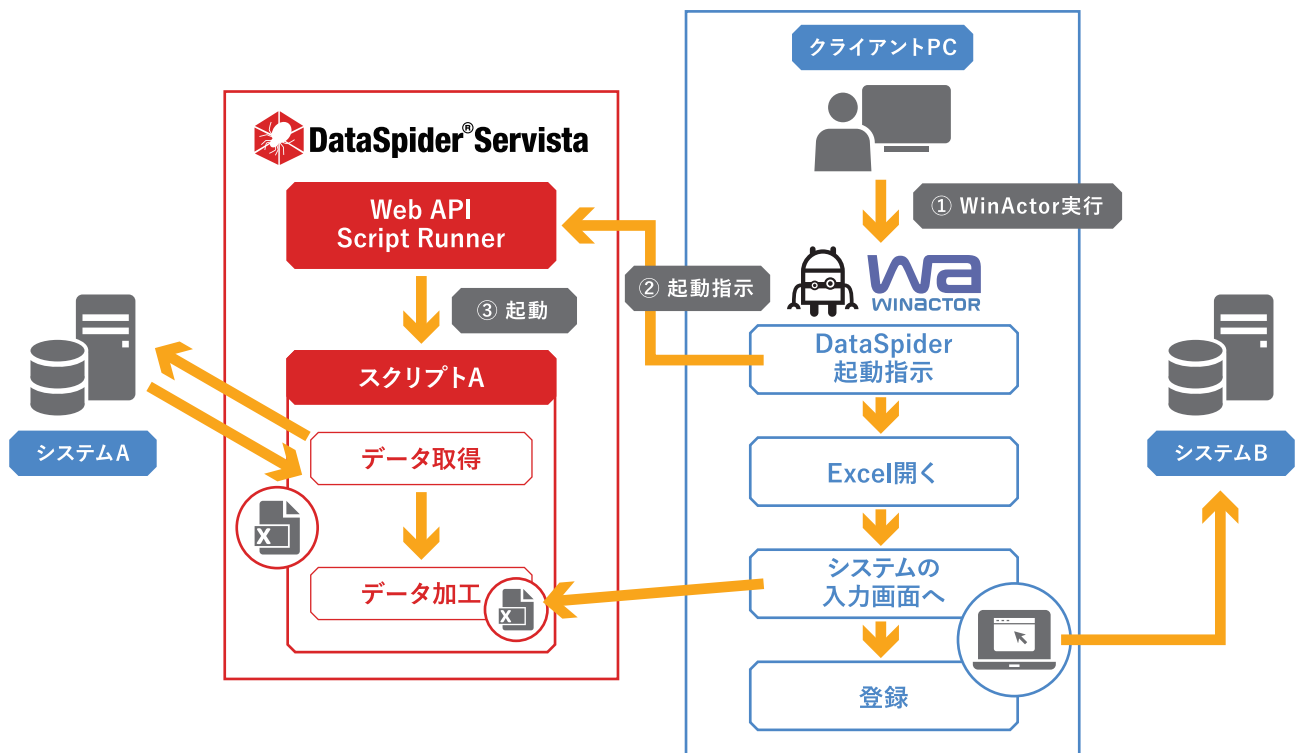 クライアントPC
① WinActor実行
WINACTOR
DataSpider
起動指示
Excel開く
システムの
入力画面へ
登録
② 起動指示
DataSpider® Servista
Web API
Script Runner
③ 起動
スクリプトA
データ取得
X
データ加工
X
システムA
システムB